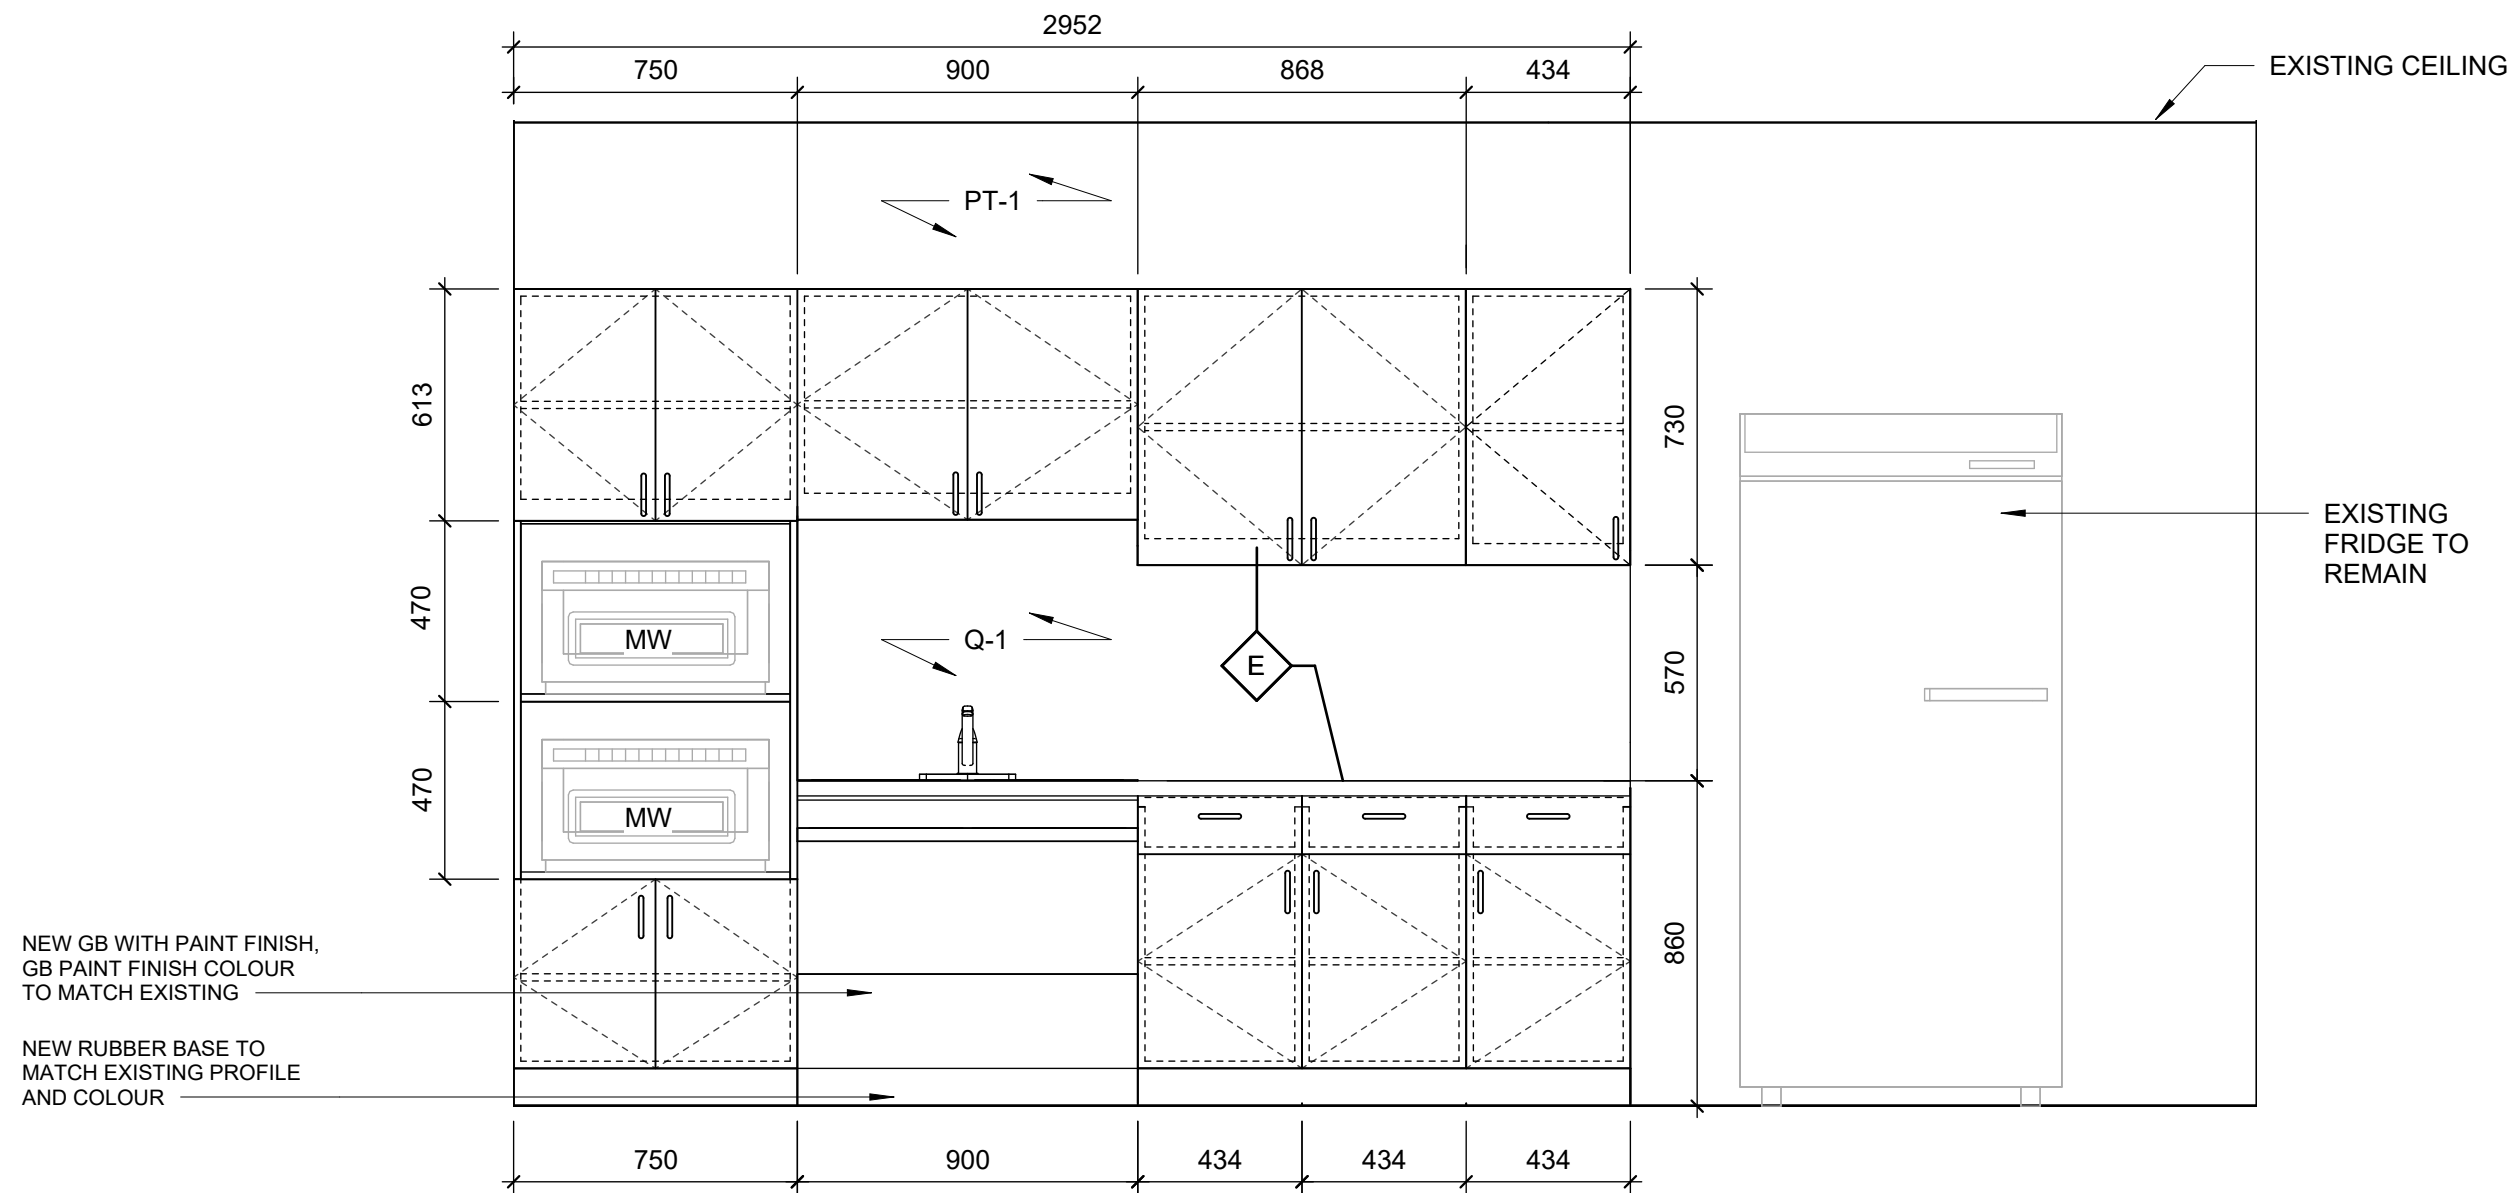 2952
750
900
868
434
EXISTING CEILING
PT-1
613
730
470
MW
Q-1
E
570
EXISTING
FRIDGE TO
REMAIN
470
MW
860
NEW GB WITH PAINT FINISH,
GB PAINT FINISH COLOUR
TO MATCH EXISTING
NEW RUBBER BASE TO
MATCH EXISTING PROFILE
AND COLOUR
750
900
434
434
434